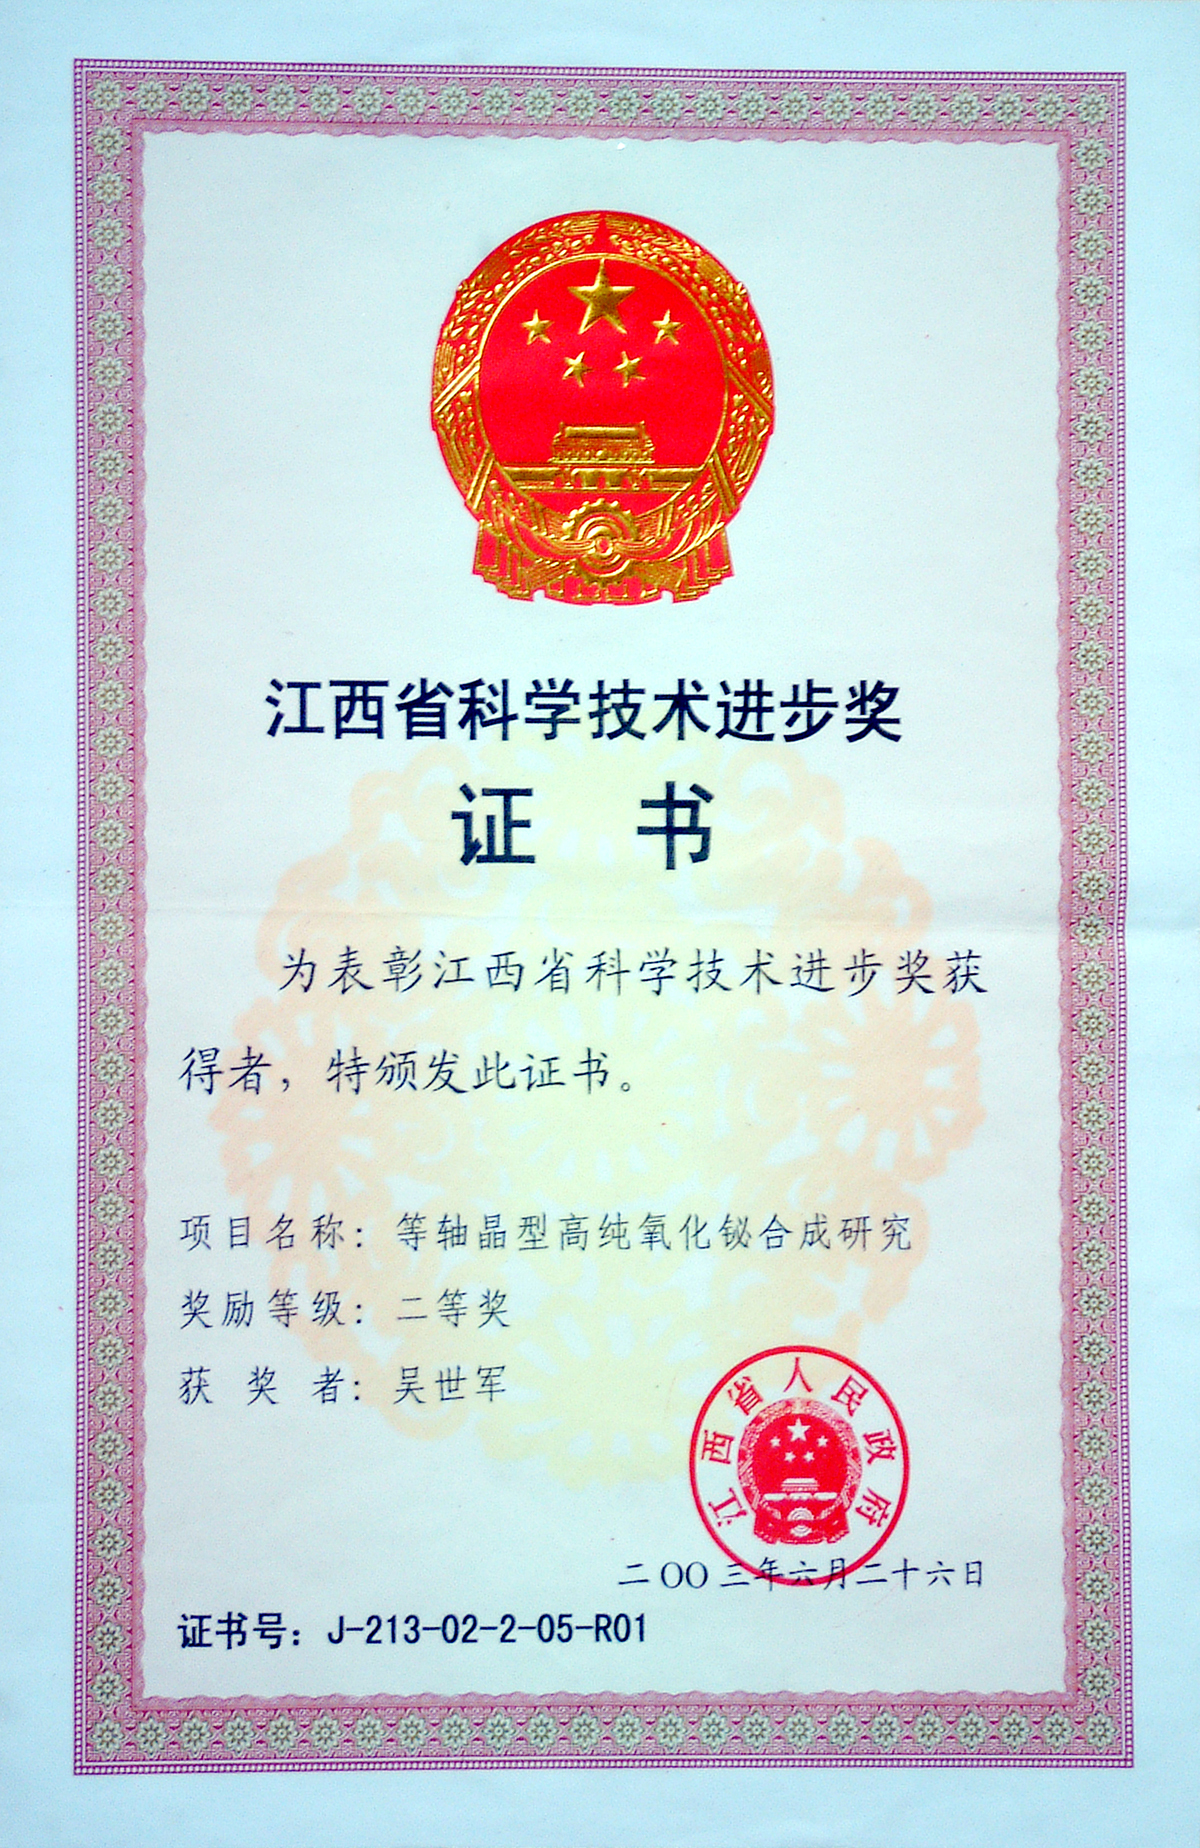 江西省科学技术进步奖
证 书
为表彰江西省科学技术进步奖获
得者，特颁发此证书。
项目名称：等轴晶型高纯氧化铋合成研究
奖励等级：二等奖
获 奖 者：吴世军
江西省人民政府
二OO三年六月二十六日
证书号：J-213-02-2-05-R01